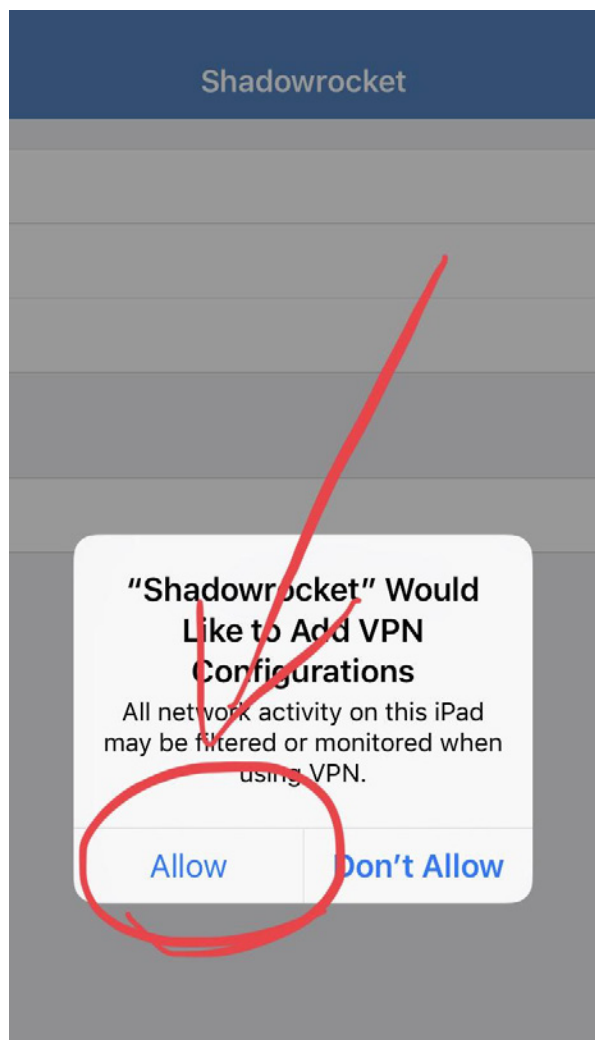 Shadowrocket
“Shadowrocket” Would
Like to Add VPN
Configurations
All network activity on this iPad
may be filtered or monitored when
using VPN.
Allow
Don’t Allow